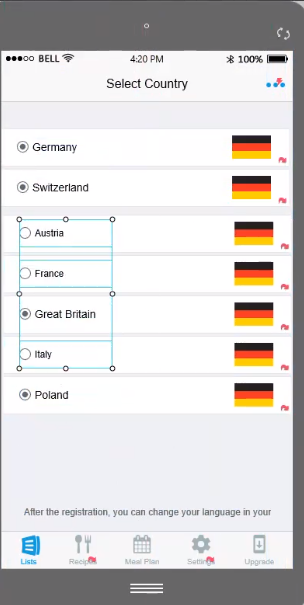 BELL 4:20 PM 100%
Select Country
Germany
Switzerland
Austria
France
Great Britain
Italy
Poland
After the registration, you can change your language in your
Lists Recipes Meal Plan Settings Upgrade